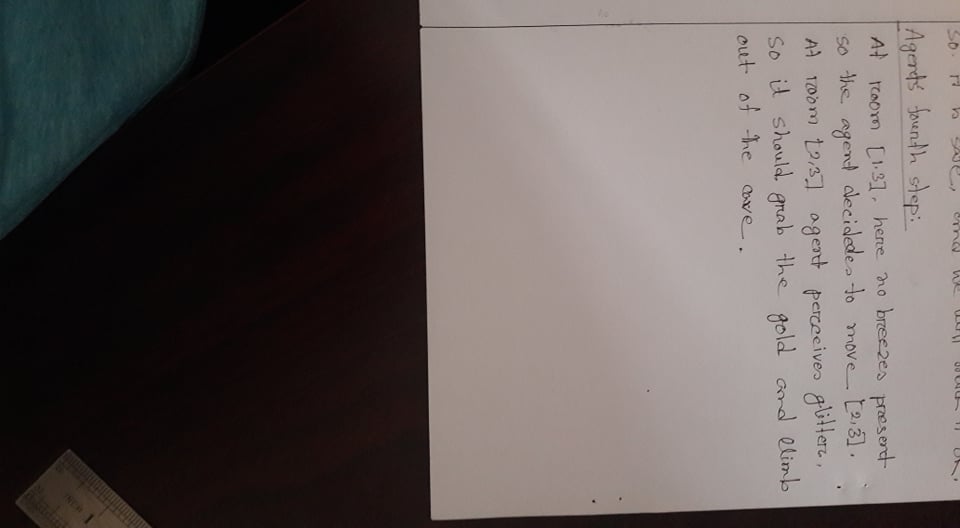 so. it is safe, and we will mark it OK.
Agent's fourth step:
At room [1.3], here no breezes present
so the agent decidedes to move [2,3].
At room [2,3] agent perceives glitter,
so it should grab the gold and climb
out of the cave.
INCH 1